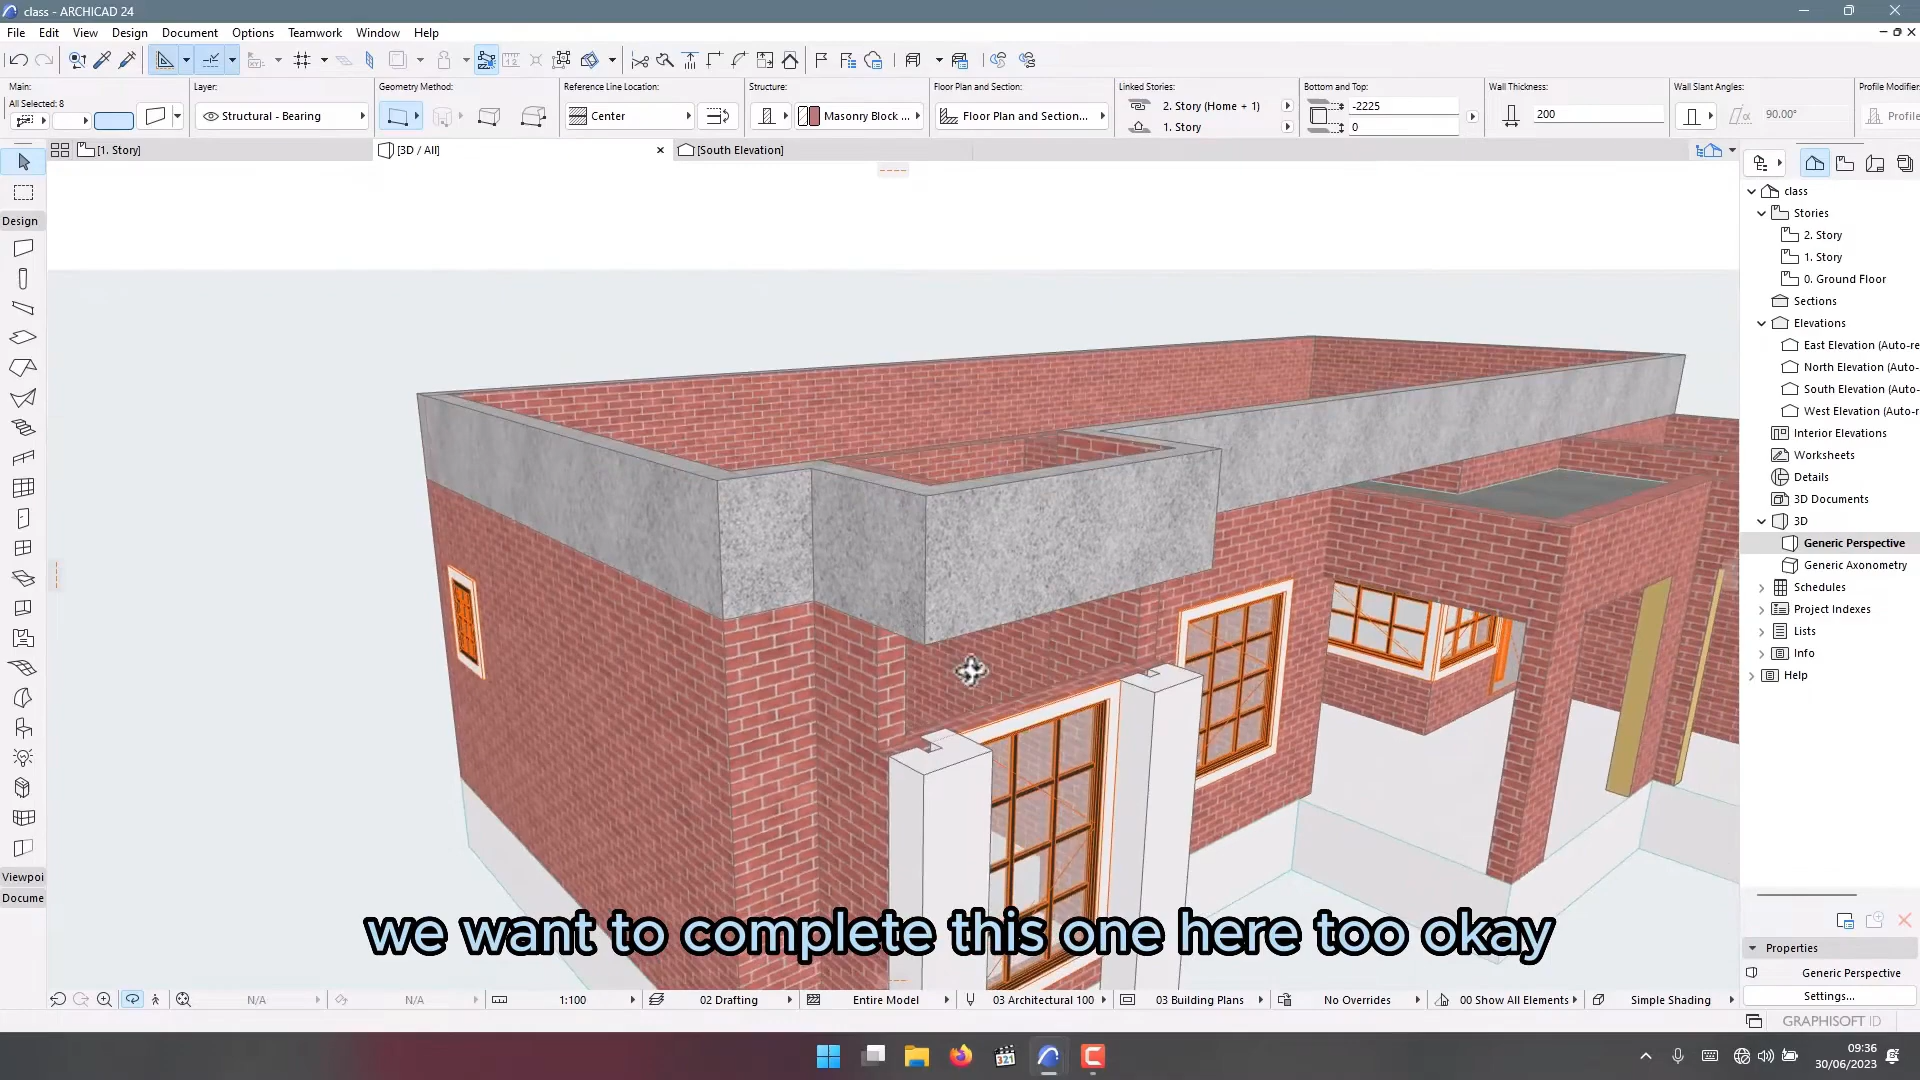 class - ARCHICAD 24
File Edit View Design Document Options Teamwork Window Help
Main: Layer: Geometry Method: Reference Line Location: Structure: Floor Plan and Section: Linked Stories: Bottom and Top: Wall Thickness: Wall Slant Angles: Profile Modifier
All Selected: 8
Structural - Bearing Center Masonry Block ... Floor Plan and Section... 2. Story (Home + 1) -2225 200 90.00° Profile
1. Story 0
[1. Story] [3D / All] [South Elevation]
Design
Viewpoi
Docume
class
Stories
2. Story
1. Story
0. Ground Floor
Sections
Elevations
East Elevation (Auto-re
North Elevation (Auto-
South Elevation (Auto-
West Elevation (Auto-r
Interior Elevations
Worksheets
Details
3D Documents
3D
Generic Perspective
Generic Axonometry
Schedules
Project Indexes
Lists
Info
Help
Properties
Generic Perspective
Settings...
we want to complete this one here too okay
N/A N/A 1:100 02 Drafting Entire Model 03 Architectural 100 03 Building Plans No Overrides 00 Show All Elements Simple Shading
GRAPHISOFT ID
321
09:36
30/06/2023